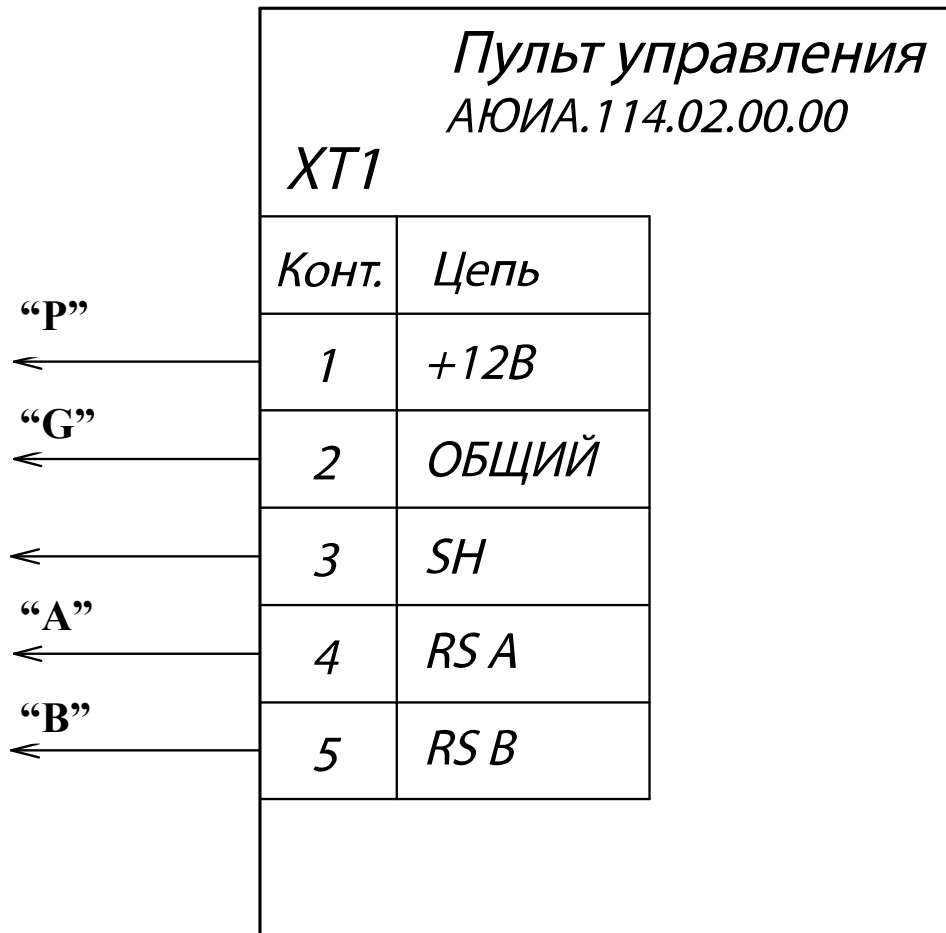 Пульт управления
АЮИА.114.02.00.00
XT1
Конт. Цепь
“P”
1 +12В
“G”
2 ОБЩИЙ
3 SH
“A”
4 RS A
“B”
5 RS B